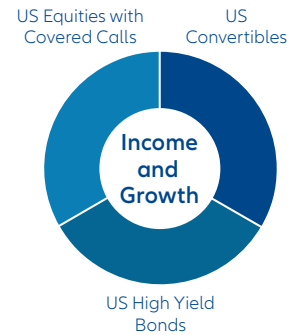 US Equities with
Covered Calls
US
Convertibles
Income
and
Growth
US High Yield
Bonds